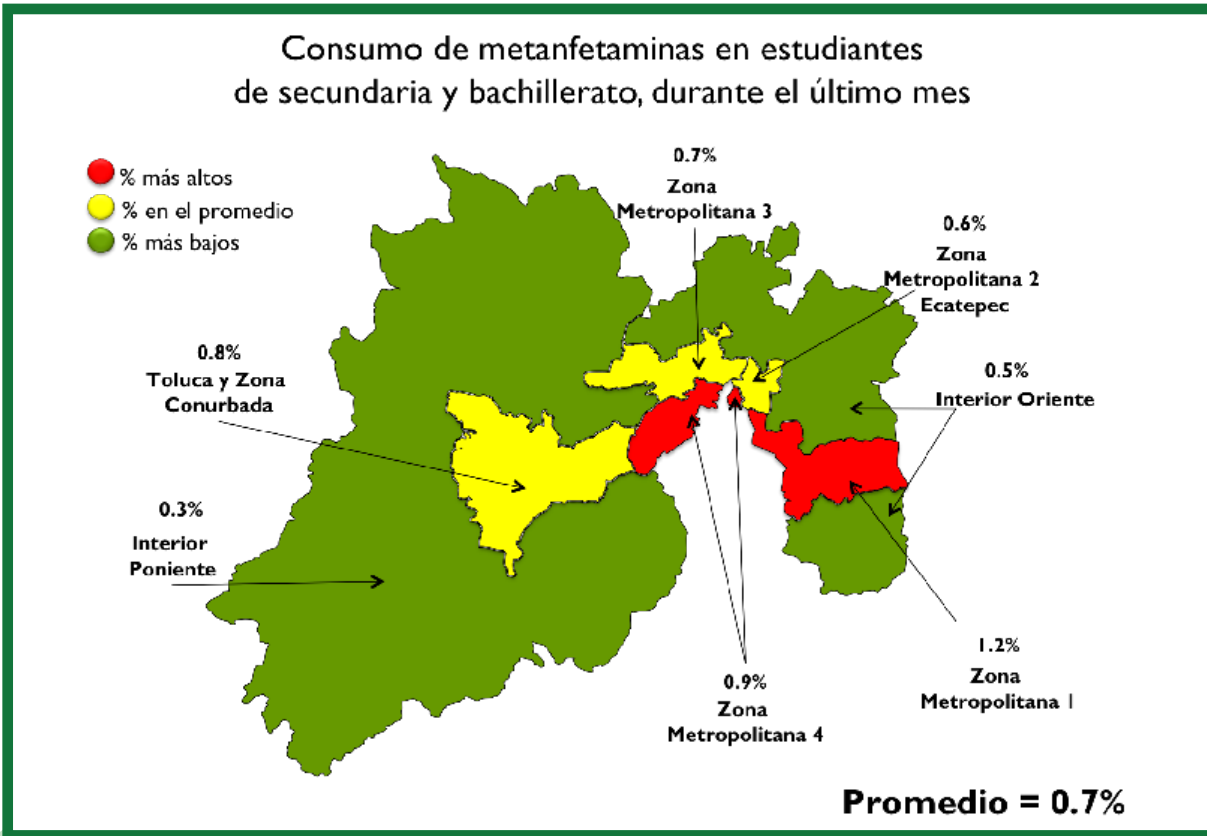 Consumo de metanfetaminas en estudiantes
de secundaria y bachillerato, durante el último mes
% más altos
% en el promedio
% más bajos
0.7%
Zona
Metropolitana 3
0.6%
Zona
Metropolitana 2
Ecatepec
0.8%
Toluca y Zona
Conurbada
0.5%
Interior Oriente
0.3%
Interior
Poniente
0.9%
Zona
Metropolitana 4
1.2%
Zona
Metropolitana 1
Promedio = 0.7%